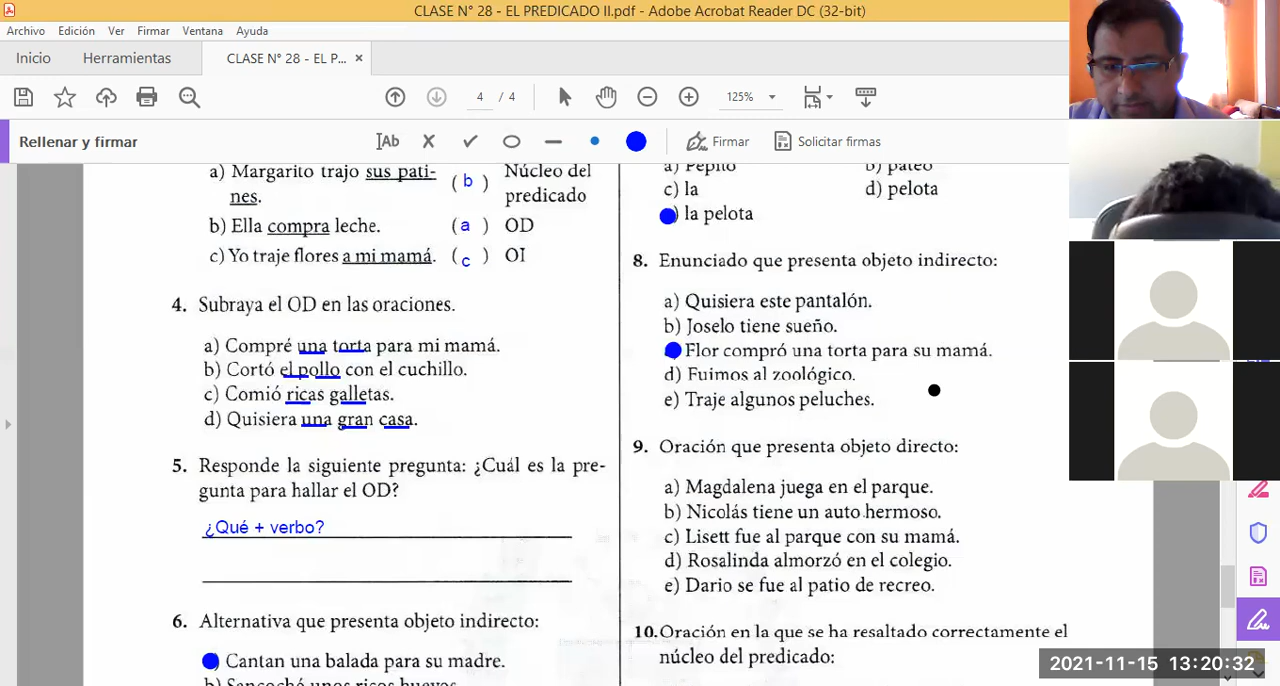 CLASE N° 28 - EL PREDICADO II.pdf - Adobe Acrobat Reader DC (32-bit)
Archivo Edición Ver Firmar Ventana Ayuda
Inicio Herramientas CLASE N° 28 - EL P... ×
4 / 4 125%
Rellenar y firmar Ab Firmar Solicitar firmas
a) Margarito trajo sus pati-
nes.
( b ) Núcleo del
predicado
b) Ella compra leche. ( a ) OD
c) Yo traje flores a mi mamá. ( c ) OI
4. Subraya el OD en las oraciones.
a) Compré una torta para mi mamá.
b) Cortó el pollo con el cuchillo.
c) Comió ricas galletas.
d) Quisiera una gran casa.
5. Responde la siguiente pregunta: ¿Cuál es la pre-
gunta para hallar el OD?
¿Qué + verbo?
6. Alternativa que presenta objeto indirecto:
) Cantan una balada para su madre.
b) Sancochó unos ricos huevos
a) Pepito b) pateó
c) la d) pelota
) la pelota
8. Enunciado que presenta objeto indirecto:
a) Quisiera este pantalón.
b) Joselo tiene sueño.
Flor compró una torta para su mamá.
d) Fuimos al zoológico.
e) Traje algunos peluches.
9. Oración que presenta objeto directo:
a) Magdalena juega en el parque.
b) Nicolás tiene un auto hermoso.
c) Lisett fue al parque con su mamá.
d) Rosalinda almorzó en el colegio.
e) Dario se fue al patio de recreo.
10. Oración en la que se ha resaltado correctamente el
núcleo del predicado:
2021-11-15 13:20:32